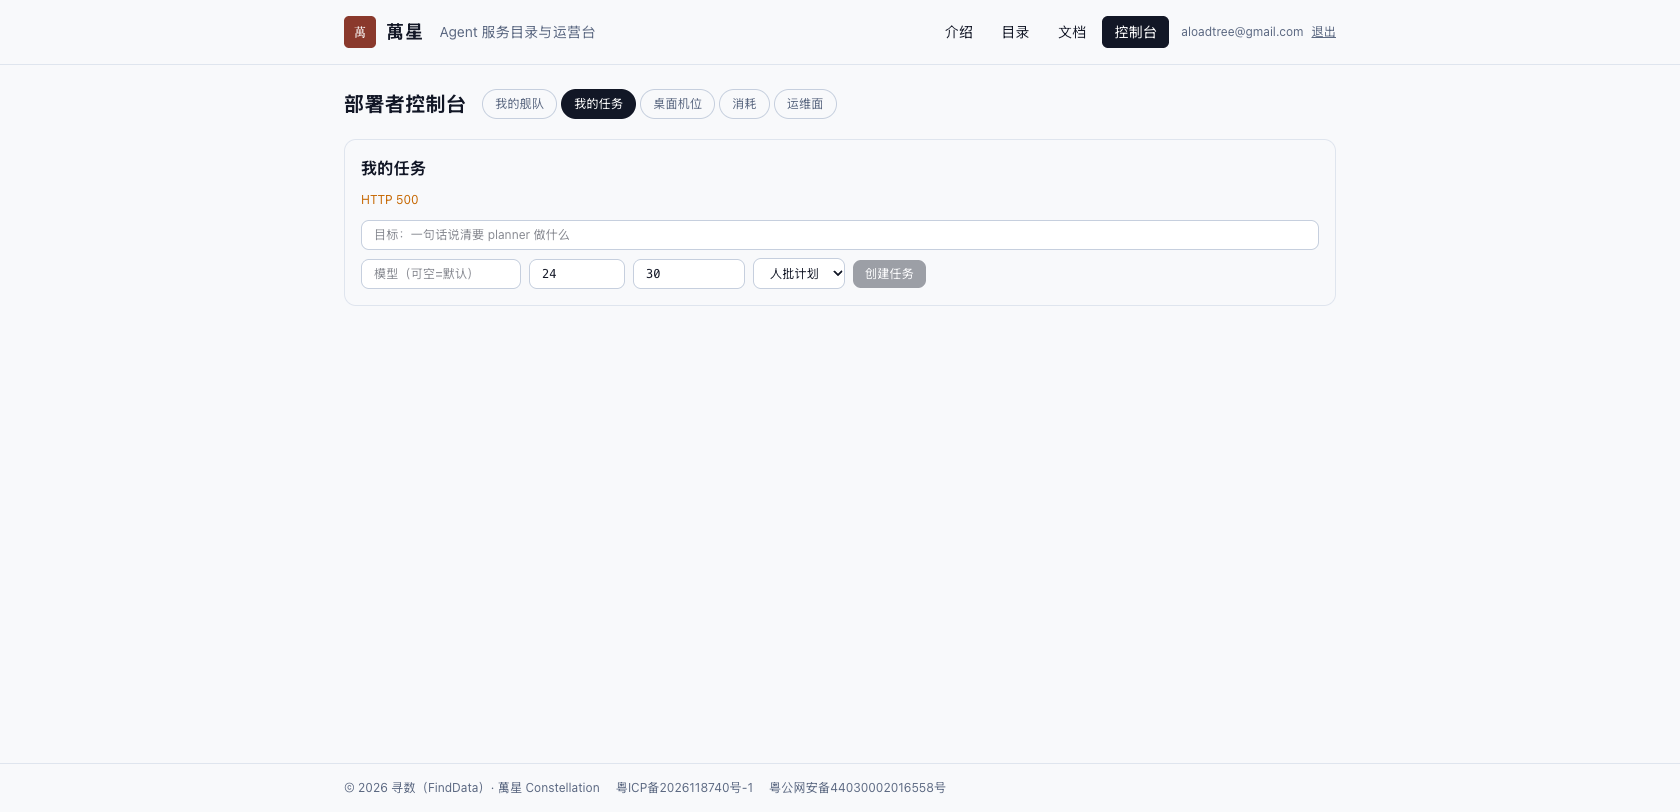 萬 萬星 Agent 服务目录与运营台 介绍 目录 文档 控制台 aloadtree@gmail.com 退出
部署者控制台 我的舰队 我的任务 桌面机位 消耗 运维面
我的任务
HTTP 500
目标：一句话说清要 planner 做什么
模型（可空=默认） 24 30 人批计划 创建任务
© 2026 寻数（FindData）· 萬星 Constellation 粤ICP备2026118740号-1 粤公网安备44030002016558号